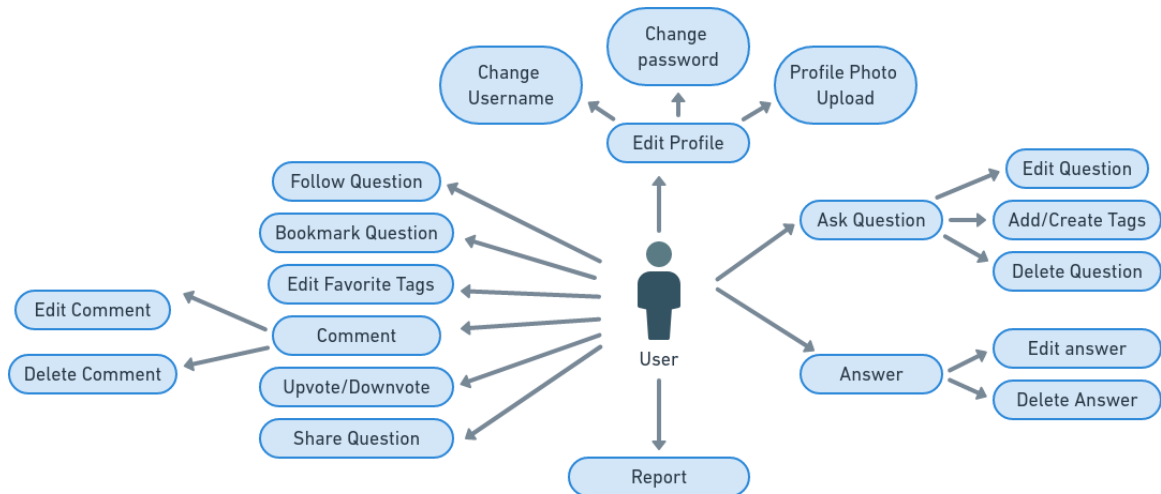 Change
password
Change
Username
Profile Photo
Upload
Edit Profile
Follow Question
Bookmark Question
Edit Favorite Tags
Comment
Upvote/Downvote
Share Question
Edit Comment
Delete Comment
User
Report
Ask Question
Edit Question
Add/Create Tags
Delete Question
Answer
Edit answer
Delete Answer